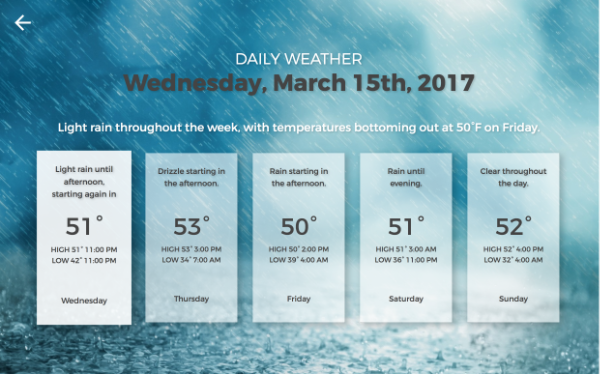 DAILY WEATHER
Wednesday, March 15th, 2017
Light rain throughout the week, with temperatures bottoming out at 50°F on Friday.
Light rain until
afternoon,
starting again in
51°
HIGH 51° 11:00 PM
LOW 42° 11:00 PM
Wednesday
Drizzle starting in
the afternoon.
53°
HIGH 53° 3:00 PM
LOW 34° 7:00 AM
Thursday
Rain starting in
the afternoon.
50°
HIGH 50° 2:00 PM
LOW 39° 4:00 AM
Friday
Rain until
evening.
51°
HIGH 51° 3:00 AM
LOW 36° 11:00 PM
Saturday
Clear throughout
the day.
52°
HIGH 52° 4:00 PM
LOW 32° 4:00 AM
Sunday